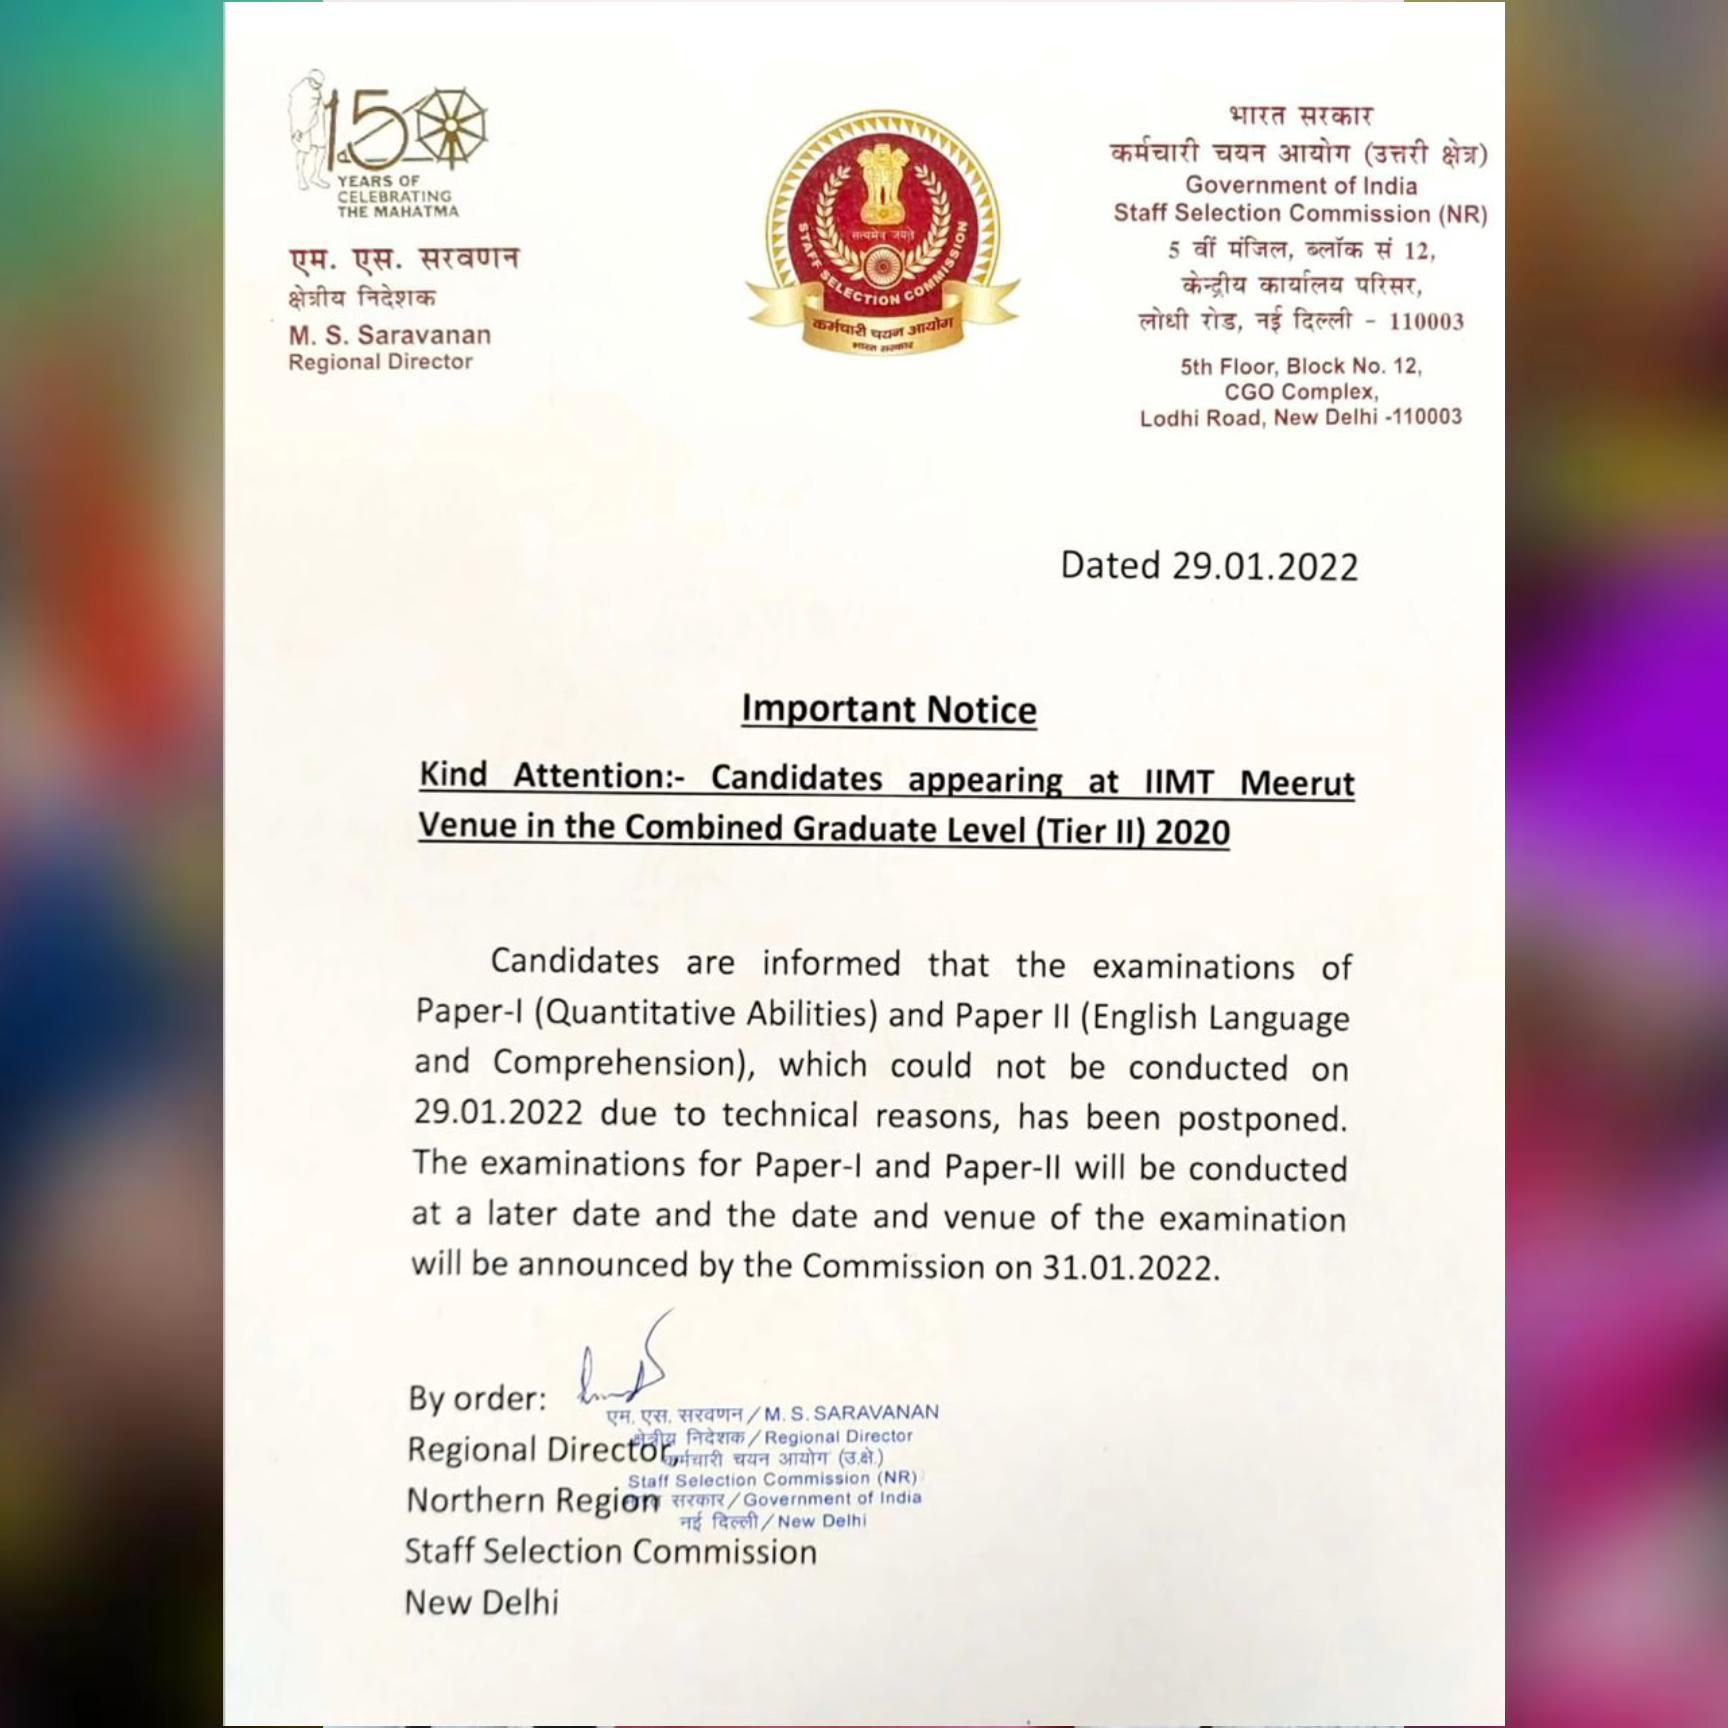 150
YEARS OF
CELEBRATING
THE MAHATMA
एम. एस. सरवणन
क्षेत्रीय निदेशक
M. S. Saravanan
Regional Director
सत्यमेव जयते
STAFF SELECTION COMMISSION
कर्मचारी चयन आयोग
भारत सरकार
भारत सरकार
कर्मचारी चयन आयोग (उत्तरी क्षेत्र)
Government of India
Staff Selection Commission (NR)
5 वीं मंजिल, ब्लॉक सं 12,
केन्द्रीय कार्यालय परिसर,
लोधी रोड, नई दिल्ली - 110003
5th Floor, Block No. 12,
CGO Complex,
Lodhi Road, New Delhi -110003
Dated 29.01.2022
Important Notice
Kind Attention:- Candidates appearing at IIMT Meerut
Venue in the Combined Graduate Level (Tier II) 2020
Candidates are informed that the examinations of
Paper-I (Quantitative Abilities) and Paper II (English Language
and Comprehension), which could not be conducted on
29.01.2022 due to technical reasons, has been postponed.
The examinations for Paper-I and Paper-II will be conducted
at a later date and the date and venue of the examination
will be announced by the Commission on 31.01.2022.
By order:
एम. एस. सरवणन / M. S. SARAVANAN
क्षेत्रीय निदेशक / Regional Director
Regional Director,
कर्मचारी चयन आयोग (उ.क्षे.)
Staff Selection Commission (NR)
Northern Region
भारत सरकार / Government of India
नई दिल्ली / New Delhi
Staff Selection Commission
New Delhi